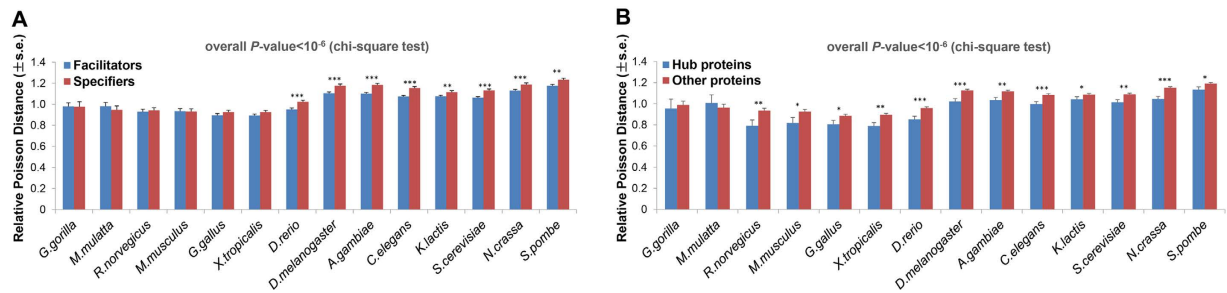 A
overall P-value<10⁻⁶ (chi-square test)
Relative Poisson Distance (±s.e.)
1.4
1.2
1.0
0.8
0.6
0.4
0.2
0
Facilitators
Specifiers
***
***
***
***
**
***
***
**
G.gorilla
M.mulatta
R.norvegicus
M.musculus
G.gallus
X.tropicalis
D.rerio
D.melanogaster
A.gambiae
C.elegans
K.lactis
S.cerevisiae
N.crassa
S.pombe
B
overall P-value<10⁻⁶ (chi-square test)
Relative Poisson Distance (±s.e.)
1.4
1.2
1.0
0.8
0.6
0.4
0.2
0
Hub proteins
Other proteins
**
*
*
**
***
***
**
***
*
**
***
*
G.gorilla
M.mulatta
R.norvegicus
M.musculus
G.gallus
X.tropicalis
D.rerio
D.melanogaster
A.gambiae
C.elegans
K.lactis
S.cerevisiae
N.crassa
S.pombe